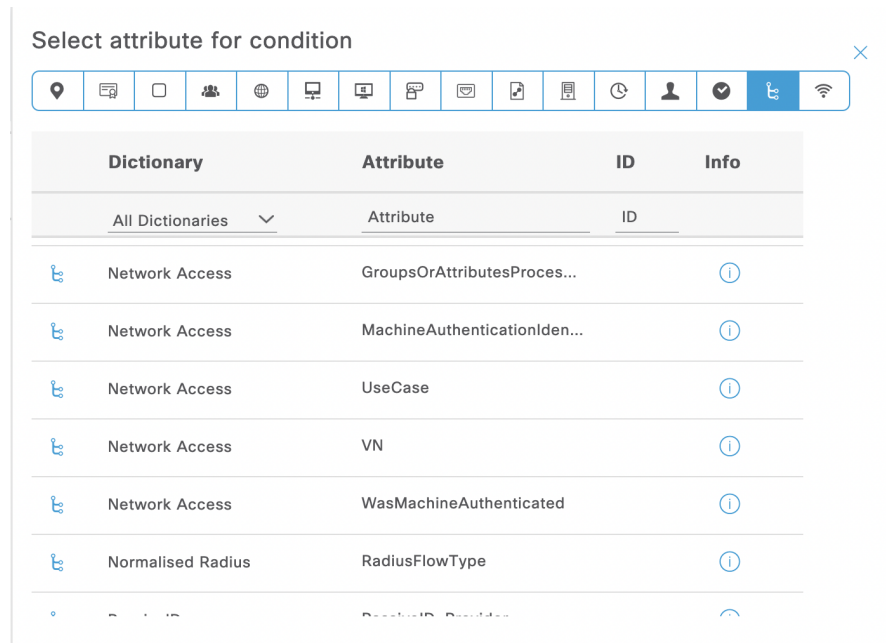 Select attribute for condition
Dictionary Attribute ID Info
All Dictionaries Attribute ID
Network Access GroupsOrAttributesProces...
Network Access MachineAuthenticationIden...
Network Access UseCase
Network Access VN
Network Access WasMachineAuthenticated
Normalised Radius RadiusFlowType